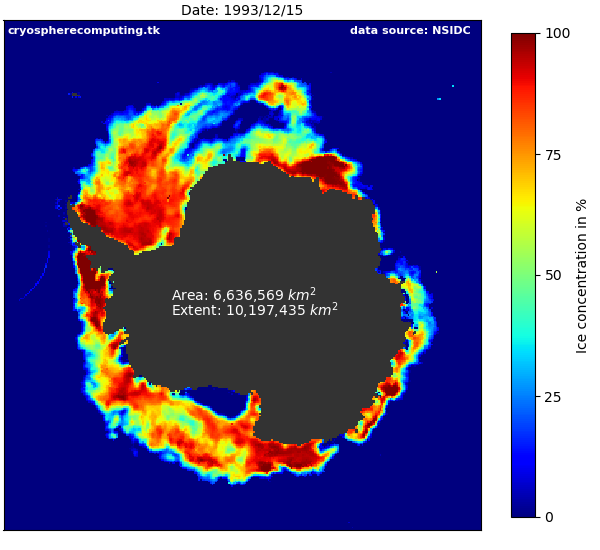 Date: 1993/12/15
cryospherecomputing.tk
data source: NSIDC
100
75
50
25
0
Ice concentration in %
Area: 6,636,569 km²
Extent: 10,197,435 km²